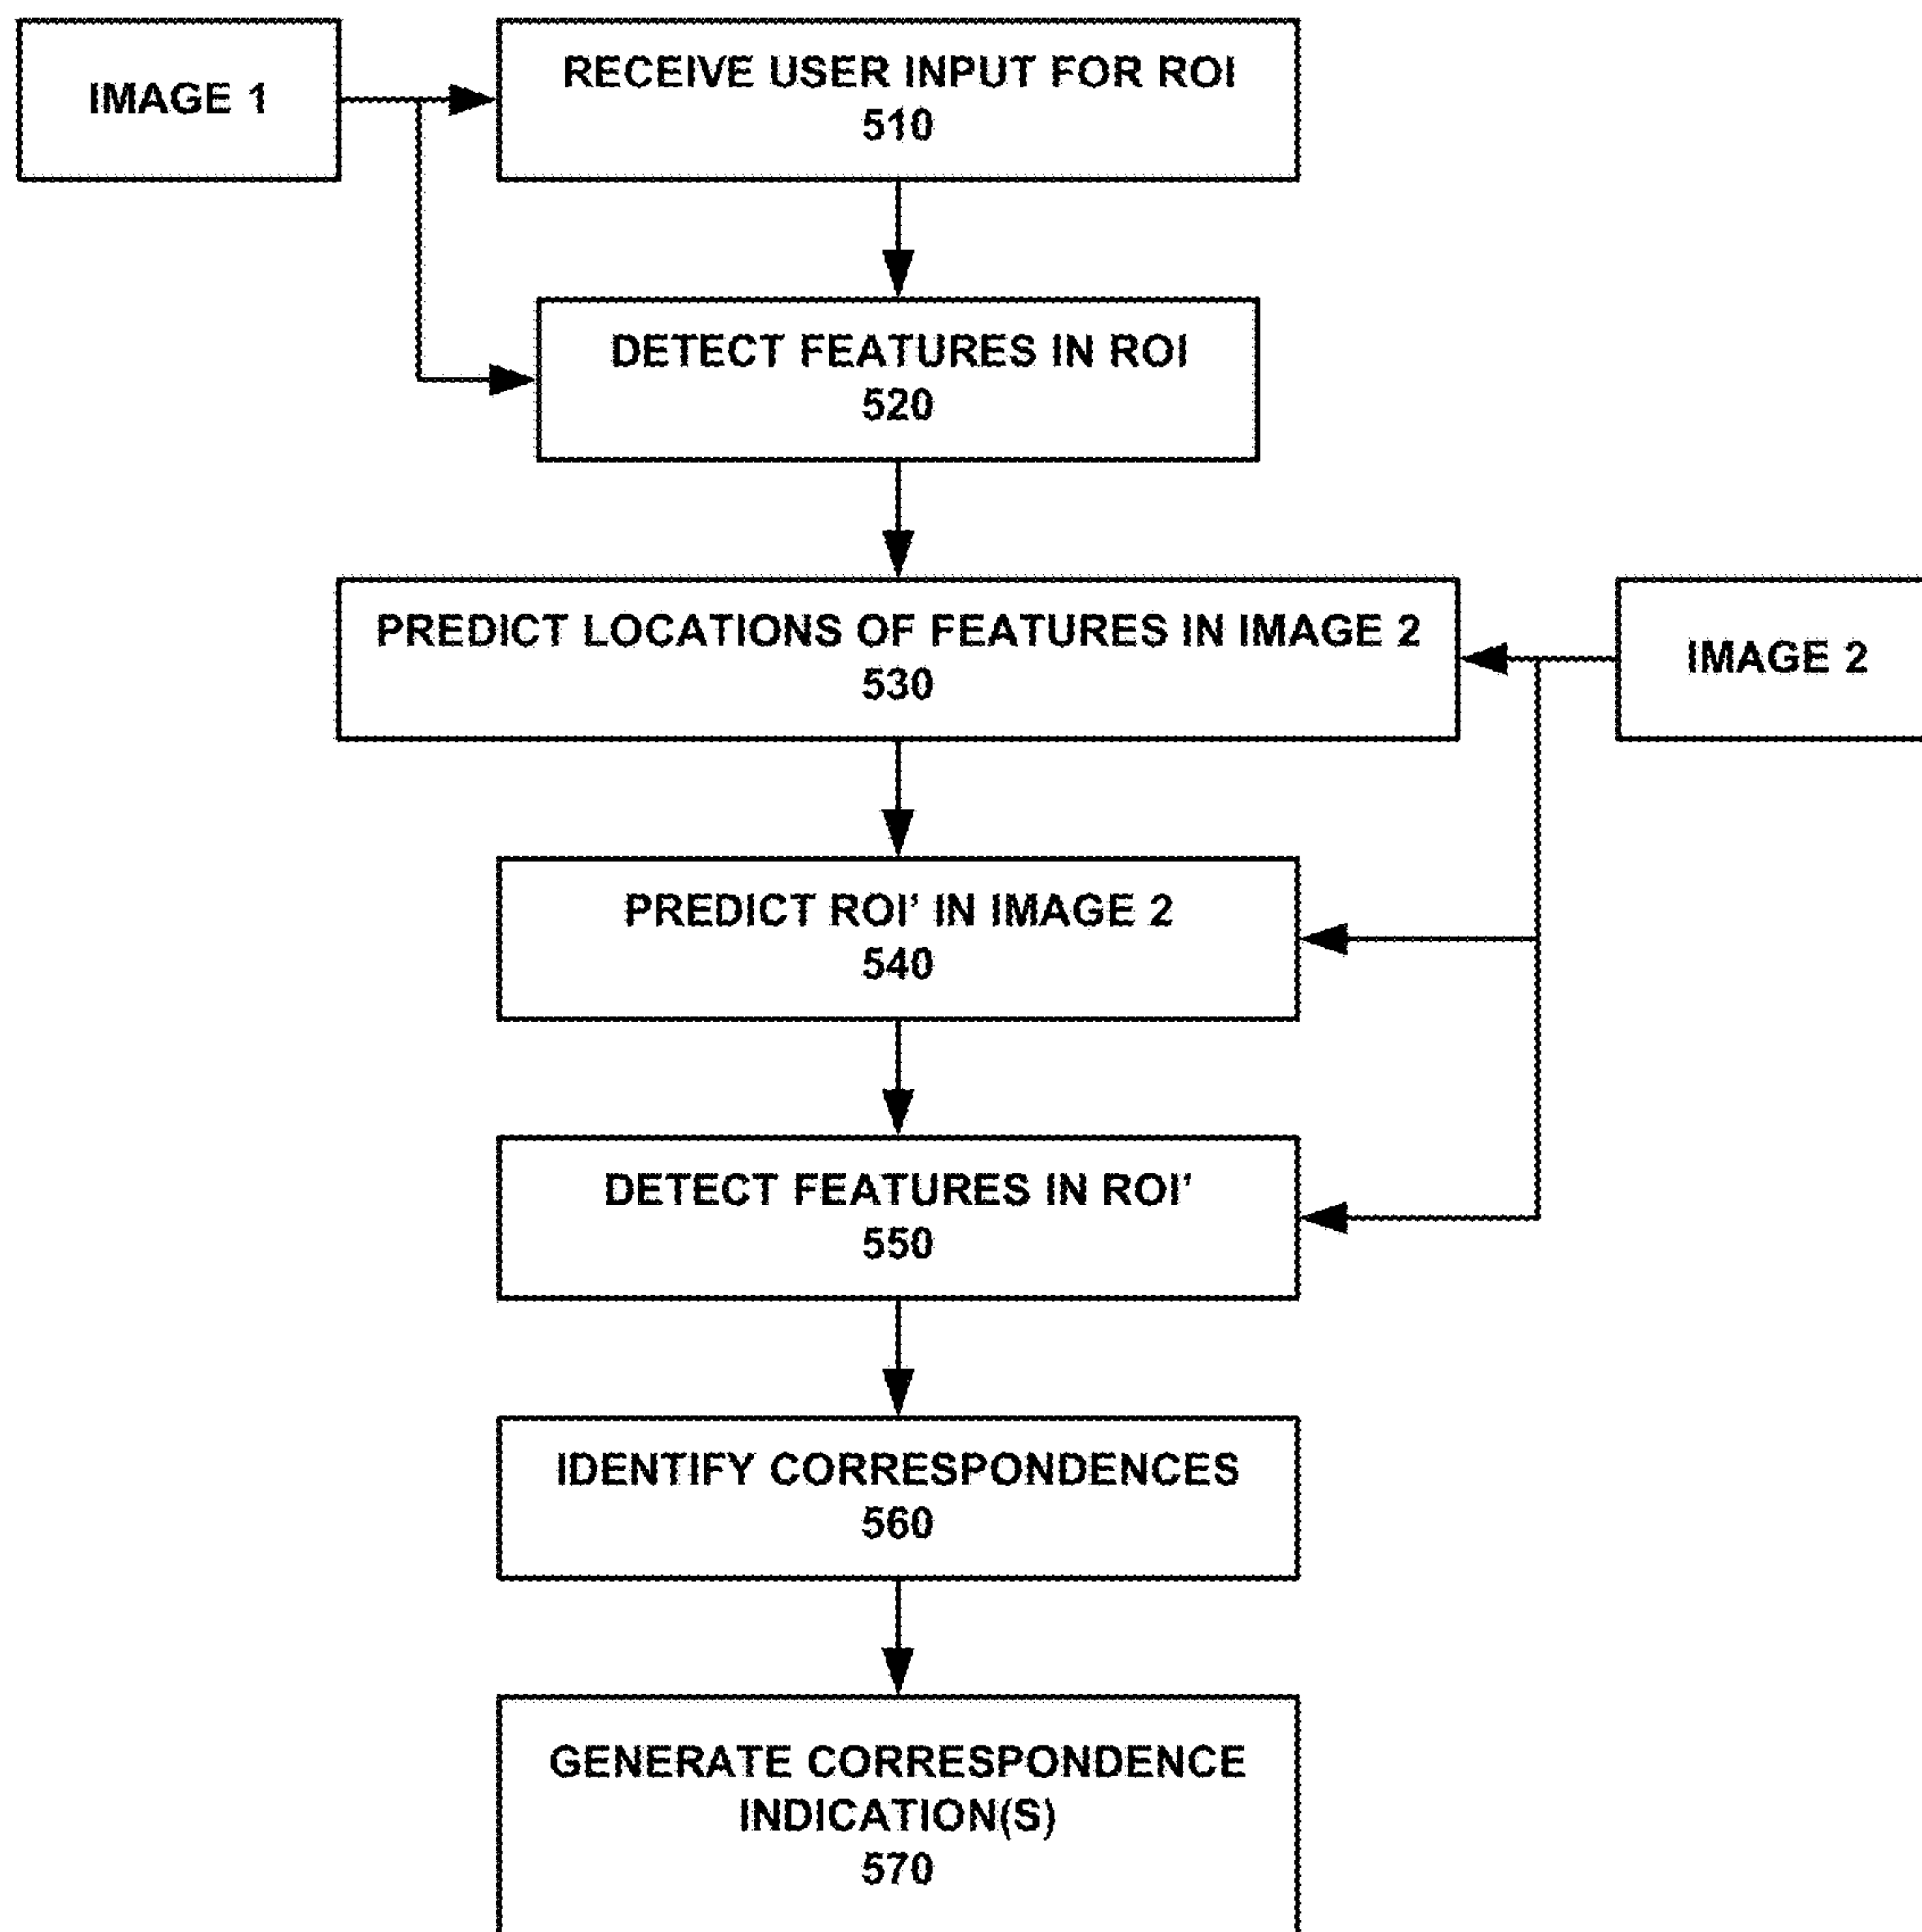 IMAGE 1
RECEIVE USER INPUT FOR ROI
510
DETECT FEATURES IN ROI
520
PREDICT LOCATIONS OF FEATURES IN IMAGE 2
530
IMAGE 2
PREDICT ROI’ IN IMAGE 2
540
DETECT FEATURES IN ROI’
550
IDENTIFY CORRESPONDENCES
560
GENERATE CORRESPONDENCE
INDICATION(S)
570